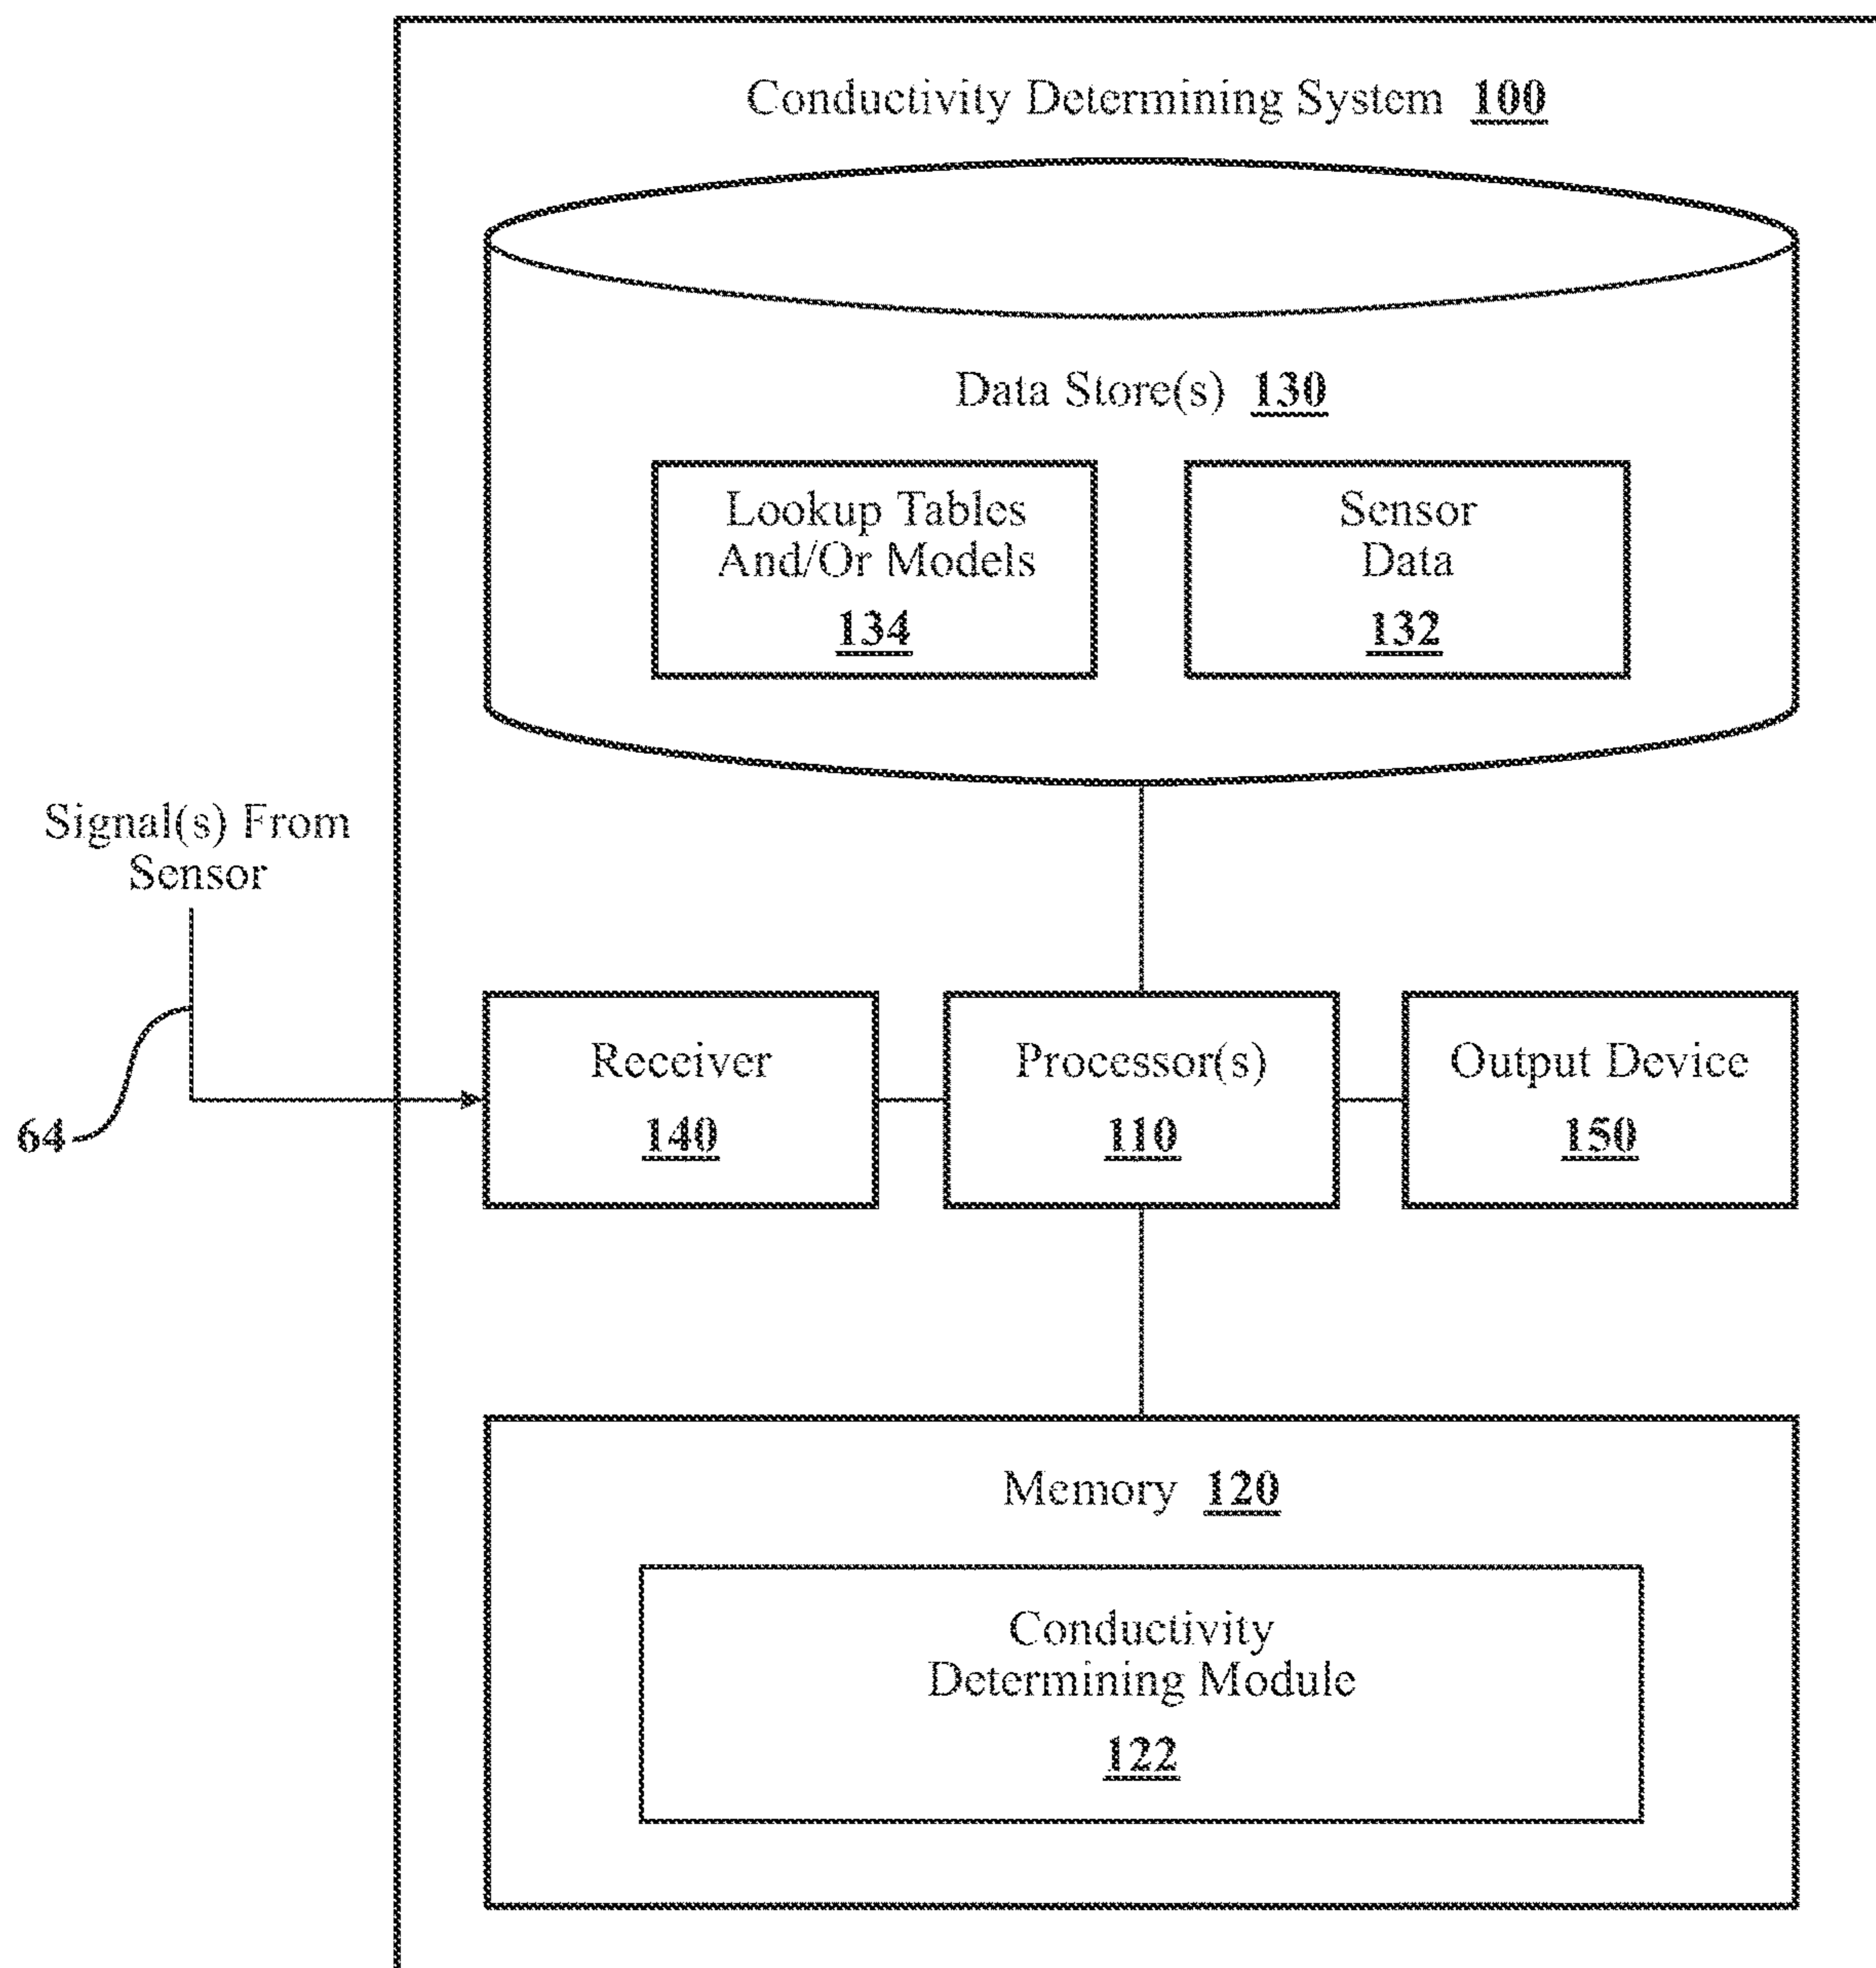 Conductivity Determining System 100
Data Store(s) 130
Lookup Tables
And/Or Models
134
Sensor
Data
132
Signal(s) From
Sensor
64
Receiver
140
Processor(s)
110
Output Device
150
Memory 120
Conductivity
Determining Module
122